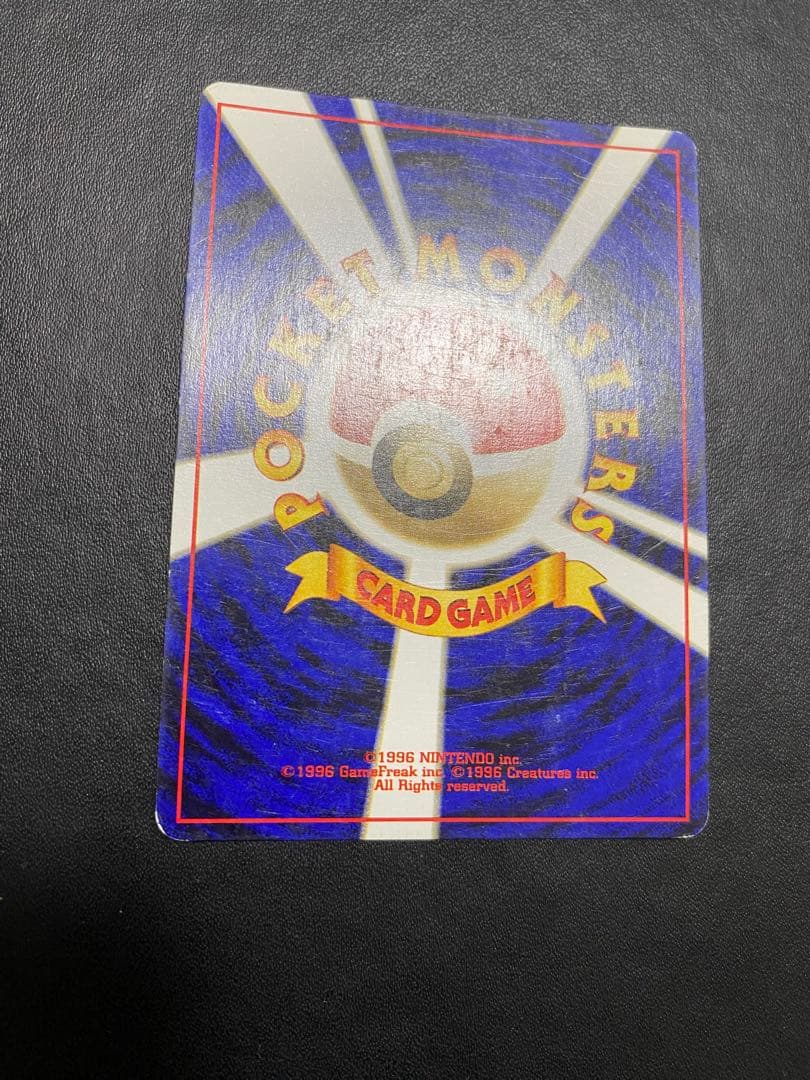 POCKET MONSTERS
CARD GAME
©1996 NINTENDO inc.
©1996 GameFreak inc. ©1996 Creatures inc.
All Rights reserved.